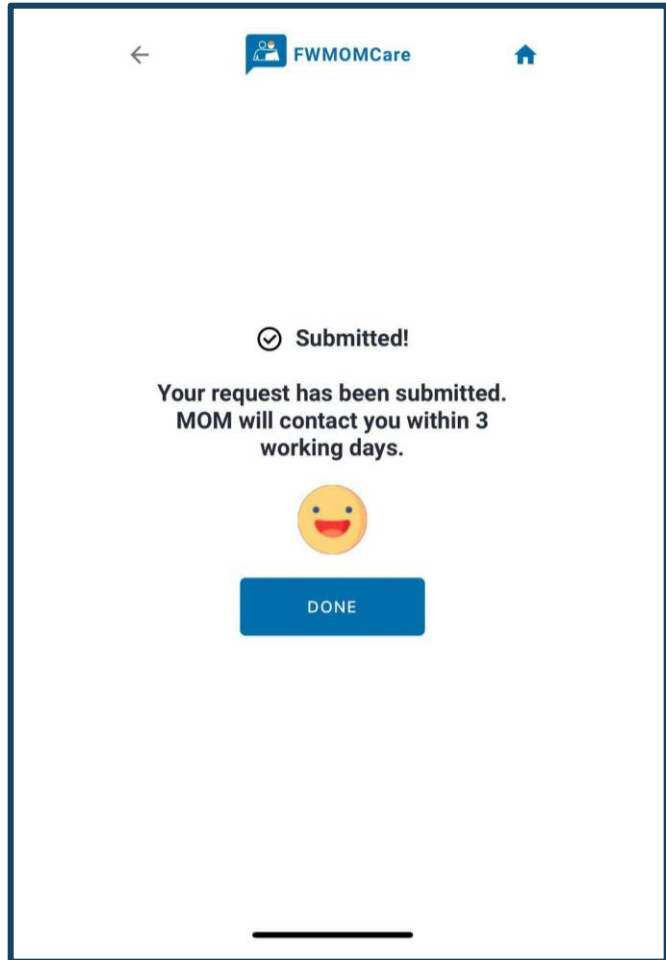 FWMOMCare
Submitted!
Your request has been submitted.
MOM will contact you within 3
working days.
DONE